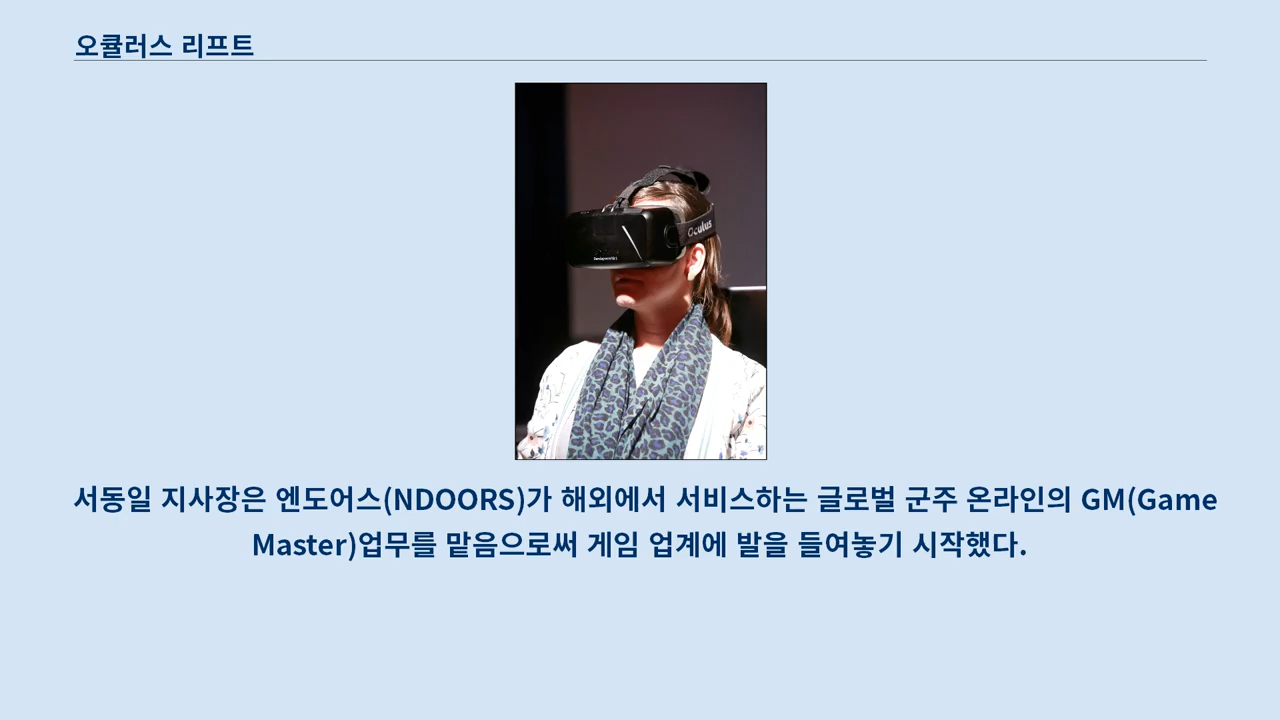 오큘러스 리프트
Oculus
서동일 지사장은 엔도어스(NDOORS)가 해외에서 서비스하는 글로벌 군주 온라인의 GM(Game
Master)업무를 맡음으로써 게임 업계에 발을 들여놓기 시작했다.